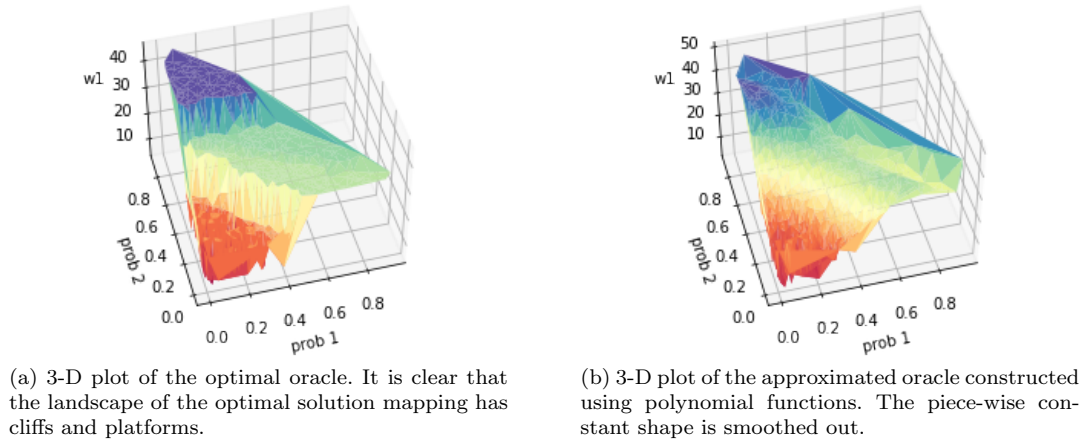 40
w1
30
20
10
0.8
0.6
0.4
0.2
0.0
prob 2
0.0
0.2
0.4
0.6
0.8
prob 1
(a) 3-D plot of the optimal oracle. It is clear that
the landscape of the optimal solution mapping has
cliffs and platforms.
50
40
w1
30
20
10
0.8
0.6
0.4
0.2
0.0
prob 2
0.0
0.2
0.4
0.6
0.8
prob 1
(b) 3-D plot of the approximated oracle constructed
using polynomial functions. The piece-wise con-
stant shape is smoothed out.